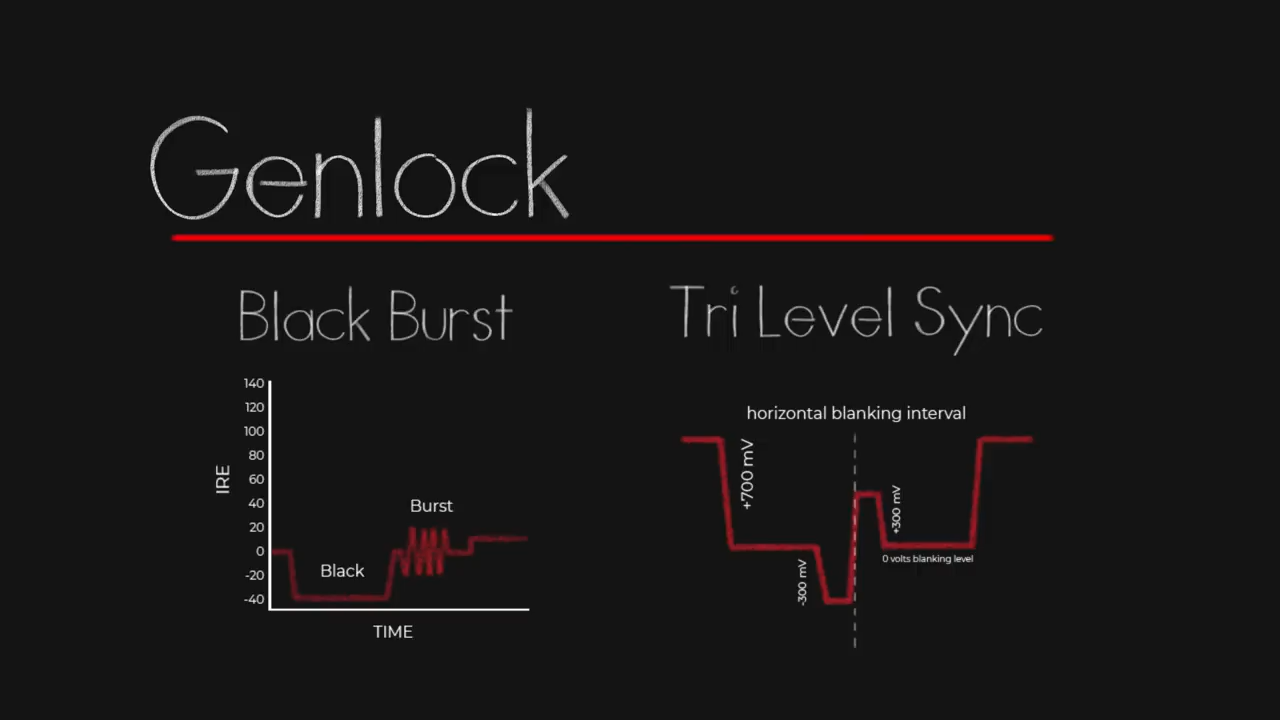 Genlock
Black Burst
140
120
100
80
60
40
20
0
-20
-40
IRE
Burst
Black
TIME
Tri Level Sync
horizontal blanking interval
+700 mV
-300 mV
+300 mV
0 volts blanking level